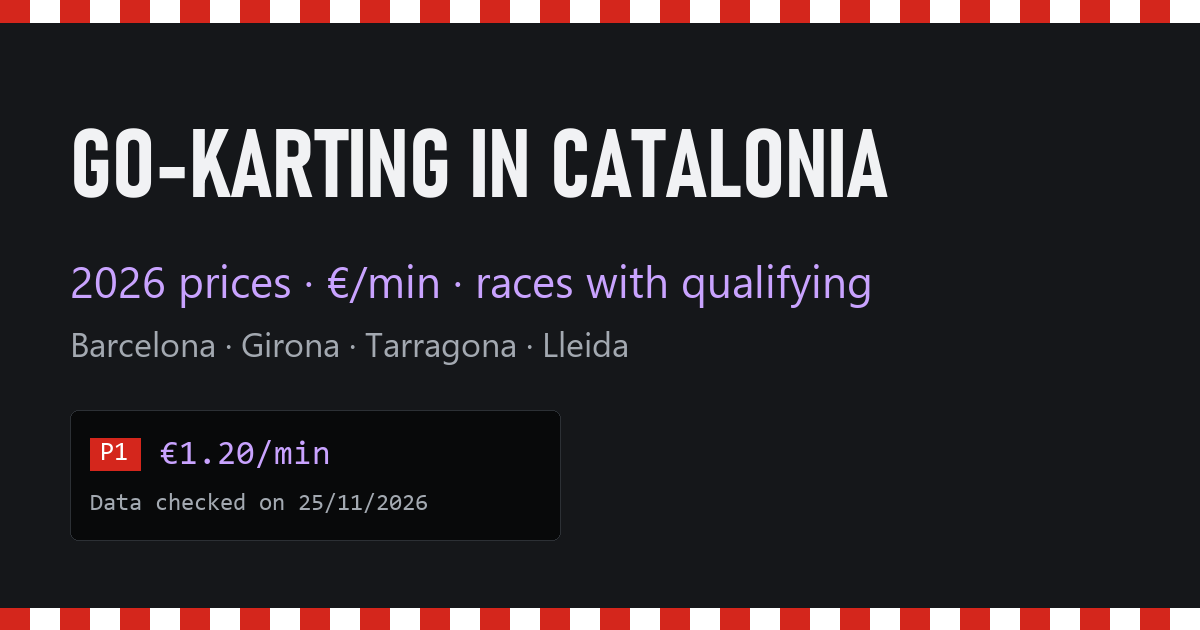 GO-KARTING IN CATALONIA
2026 prices · €/min · races with qualifying
Barcelona · Girona · Tarragona · Lleida
P1 €1.20/min
Data checked on 25/11/2026